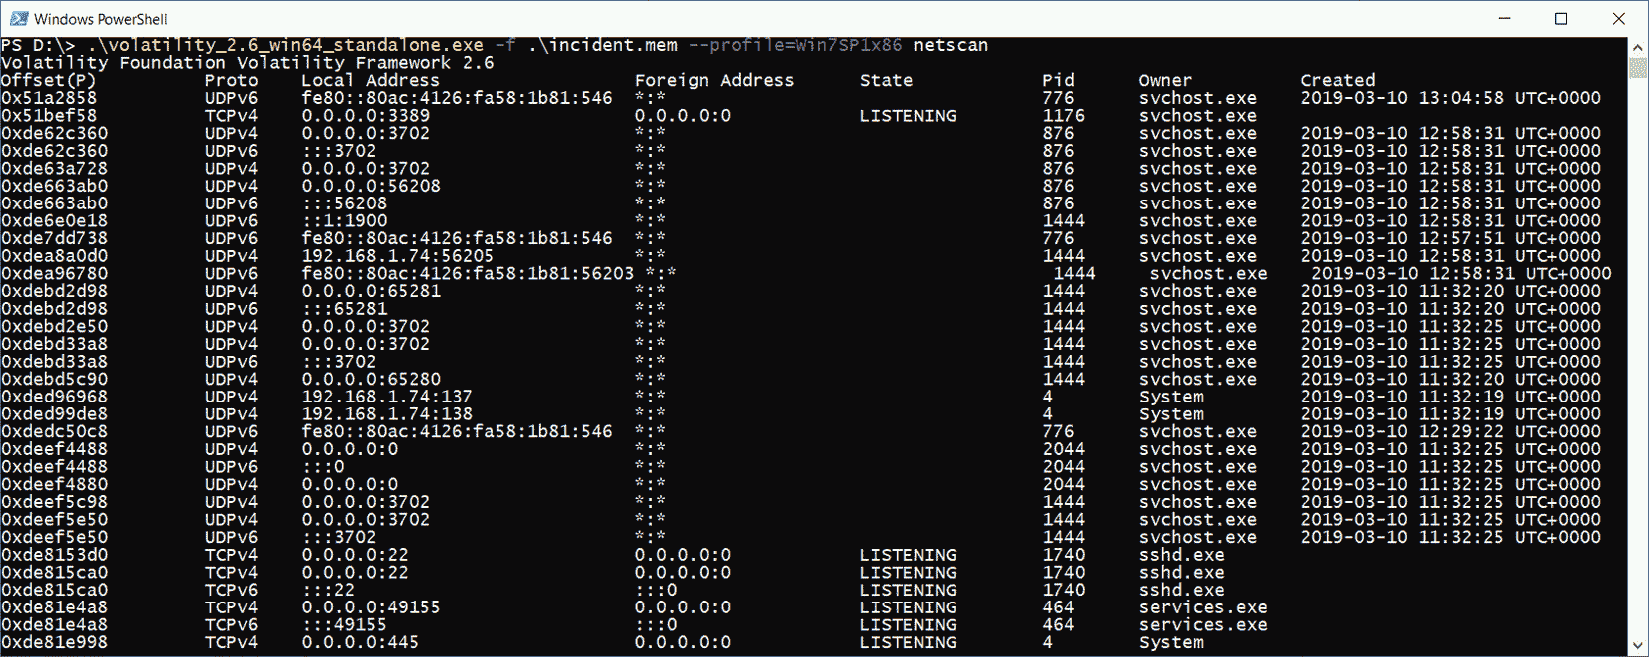 Windows PowerShell
PS D:\> .\volatility_2.6_win64_standalone.exe -f .\incident.mem --profile=Win7SP1x86 netscan
Volatility Foundation Volatility Framework 2.6
Offset(P) Proto Local Address Foreign Address State Pid Owner Created
0x51a2858 UDPv6 fe80::80ac:4126:fa58:1b81:546 *:* 776 svchost.exe 2019-03-10 13:04:58 UTC+0000
0x51bef58 TCPv4 0.0.0.0:3389 0.0.0.0:0 LISTENING 1176 svchost.exe
0xde62c360 UDPv4 0.0.0.0:3702 *:* 876 svchost.exe 2019-03-10 12:58:31 UTC+0000
0xde62c360 UDPv6 :::3702 *:* 876 svchost.exe 2019-03-10 12:58:31 UTC+0000
0xde63a728 UDPv4 0.0.0.0:3702 *:* 876 svchost.exe 2019-03-10 12:58:31 UTC+0000
0xde663ab0 UDPv4 0.0.0.0:56208 *:* 876 svchost.exe 2019-03-10 12:58:31 UTC+0000
0xde663ab0 UDPv6 :::56208 *:* 876 svchost.exe 2019-03-10 12:58:31 UTC+0000
0xde6e0e18 UDPv6 ::1:1900 *:* 1444 svchost.exe 2019-03-10 12:58:31 UTC+0000
0xde7dd738 UDPv6 fe80::80ac:4126:fa58:1b81:546 *:* 776 svchost.exe 2019-03-10 12:57:51 UTC+0000
0xdea8a0d0 UDPv4 192.168.1.74:56205 *:* 1444 svchost.exe 2019-03-10 12:58:31 UTC+0000
0xdea96780 UDPv6 fe80::80ac:4126:fa58:1b81:56203 *:* 1444 svchost.exe 2019-03-10 12:58:31 UTC+0000
0xdebd2d98 UDPv4 0.0.0.0:65281 *:* 1444 svchost.exe 2019-03-10 11:32:20 UTC+0000
0xdebd2d98 UDPv6 :::65281 *:* 1444 svchost.exe 2019-03-10 11:32:20 UTC+0000
0xdebd2e50 UDPv4 0.0.0.0:3702 *:* 1444 svchost.exe 2019-03-10 11:32:25 UTC+0000
0xdebd33a8 UDPv4 0.0.0.0:3702 *:* 1444 svchost.exe 2019-03-10 11:32:25 UTC+0000
0xdebd33a8 UDPv6 :::3702 *:* 1444 svchost.exe 2019-03-10 11:32:25 UTC+0000
0xdebd5c90 UDPv4 0.0.0.0:65280 *:* 1444 svchost.exe 2019-03-10 11:32:20 UTC+0000
0xded96968 UDPv4 192.168.1.74:137 *:* 4 System 2019-03-10 11:32:19 UTC+0000
0xded99de8 UDPv4 192.168.1.74:138 *:* 4 System 2019-03-10 11:32:19 UTC+0000
0xdedc50c8 UDPv6 fe80::80ac:4126:fa58:1b81:546 *:* 776 svchost.exe 2019-03-10 12:29:22 UTC+0000
0xdeef4488 UDPv4 0.0.0.0:0 *:* 2044 svchost.exe 2019-03-10 11:32:25 UTC+0000
0xdeef4488 UDPv6 :::0 *:* 2044 svchost.exe 2019-03-10 11:32:25 UTC+0000
0xdeef4880 UDPv4 0.0.0.0:0 *:* 2044 svchost.exe 2019-03-10 11:32:25 UTC+0000
0xdeef5c98 UDPv4 0.0.0.0:3702 *:* 1444 svchost.exe 2019-03-10 11:32:25 UTC+0000
0xdeef5e50 UDPv4 0.0.0.0:3702 *:* 1444 svchost.exe 2019-03-10 11:32:25 UTC+0000
0xdeef5e50 UDPv6 :::3702 *:* 1444 svchost.exe 2019-03-10 11:32:25 UTC+0000
0xde8153d0 TCPv4 0.0.0.0:22 0.0.0.0:0 LISTENING 1740 sshd.exe
0xde815ca0 TCPv4 0.0.0.0:22 0.0.0.0:0 LISTENING 1740 sshd.exe
0xde815ca0 TCPv6 :::22 :::0 LISTENING 1740 sshd.exe
0xde81e4a8 TCPv4 0.0.0.0:49155 0.0.0.0:0 LISTENING 464 services.exe
0xde81e4a8 TCPv6 :::49155 :::0 LISTENING 464 services.exe
0xde81e998 TCPv4 0.0.0.0:445 0.0.0.0:0 LISTENING 4 System